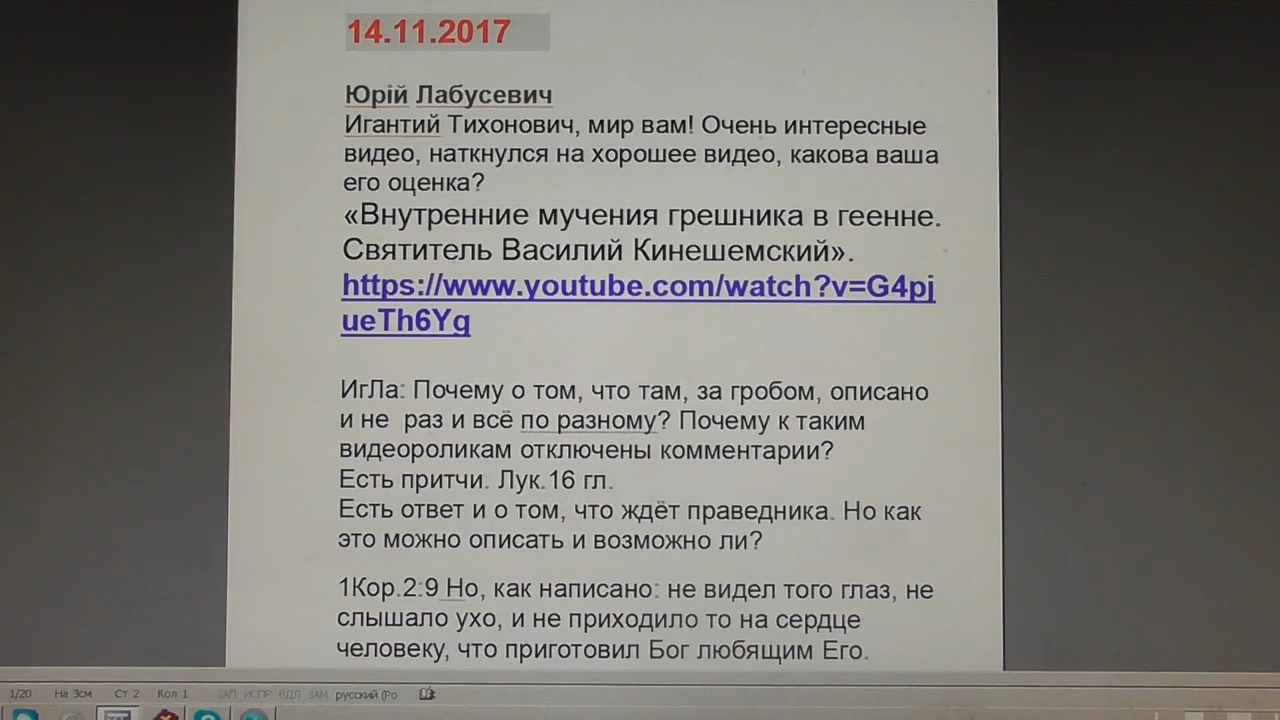 14.11.2017
Юрій Лабусевич
Игантий Тихонович, мир вам! Очень интересные
видео, наткнулся на хорошее видео, какова ваша
его оценка?
«Внутренние мучения грешника в геенне.
Святитель Василий Кинешемский».
https://www.youtube.com/watch?v=G4pj
ueTh6Yg
ИгЛа: Почему о том, что там, за гробом, описано
и не раз и всё по разному? Почему к таким
видеороликам отключены комментарии?
Есть притчи. Лук.16 гл.
Есть ответ и о том, что ждёт праведника. Но как
это можно описать и возможно ли?
1Кор.2:9 Но, как написано: не видел того глаз, не
слышало ухо, и не приходило то на сердце
человеку, что приготовил Бог любящим Его.
1/20 На 3см Ст 2 Кол 1 ЗАП ИСПР ВДЛ ЗАМ русский (Ро